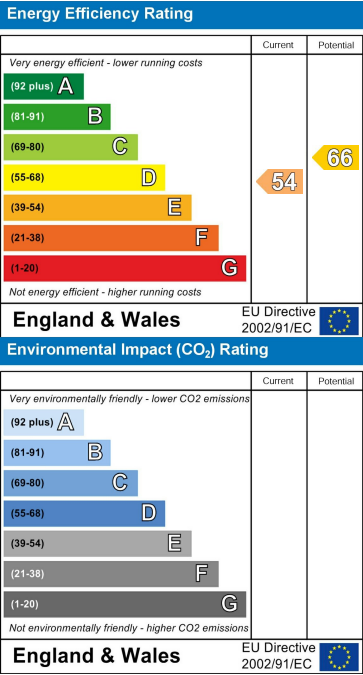 Energy Efficiency Rating
Current Potential
Very energy efficient - lower running costs
(92 plus) A
(81-91) B
(69-80) C
66
(55-68) D
54
(39-54) E
(21-38) F
(1-20) G
Not energy efficient - higher running costs
England & Wales
EU Directive
2002/91/EC
Environmental Impact (CO₂) Rating
Current Potential
Very environmentally friendly - lower CO2 emissions
(92 plus) A
(81-91) B
(69-80) C
(55-68) D
(39-54) E
(21-38) F
(1-20) G
Not environmentally friendly - higher CO2 emissions
England & Wales
EU Directive
2002/91/EC